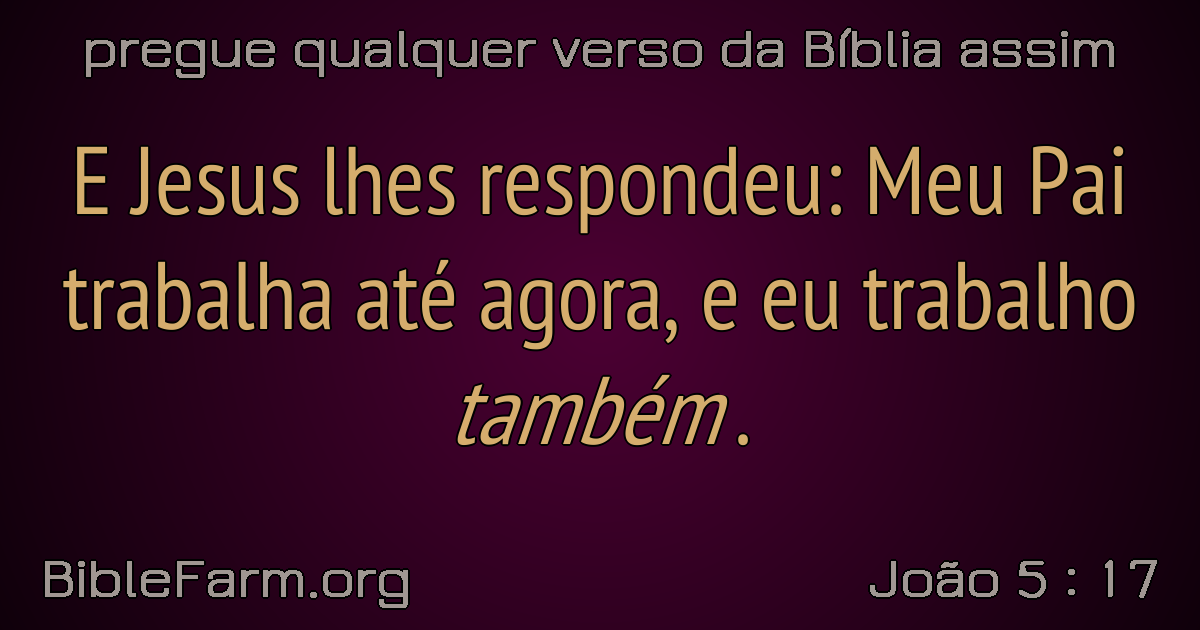 pregue qualquer verso da Bíblia assim
E Jesus lhes respondeu: Meu Pai
trabalha até agora, e eu trabalho
também .
BibleFarm.org
João 5 : 17